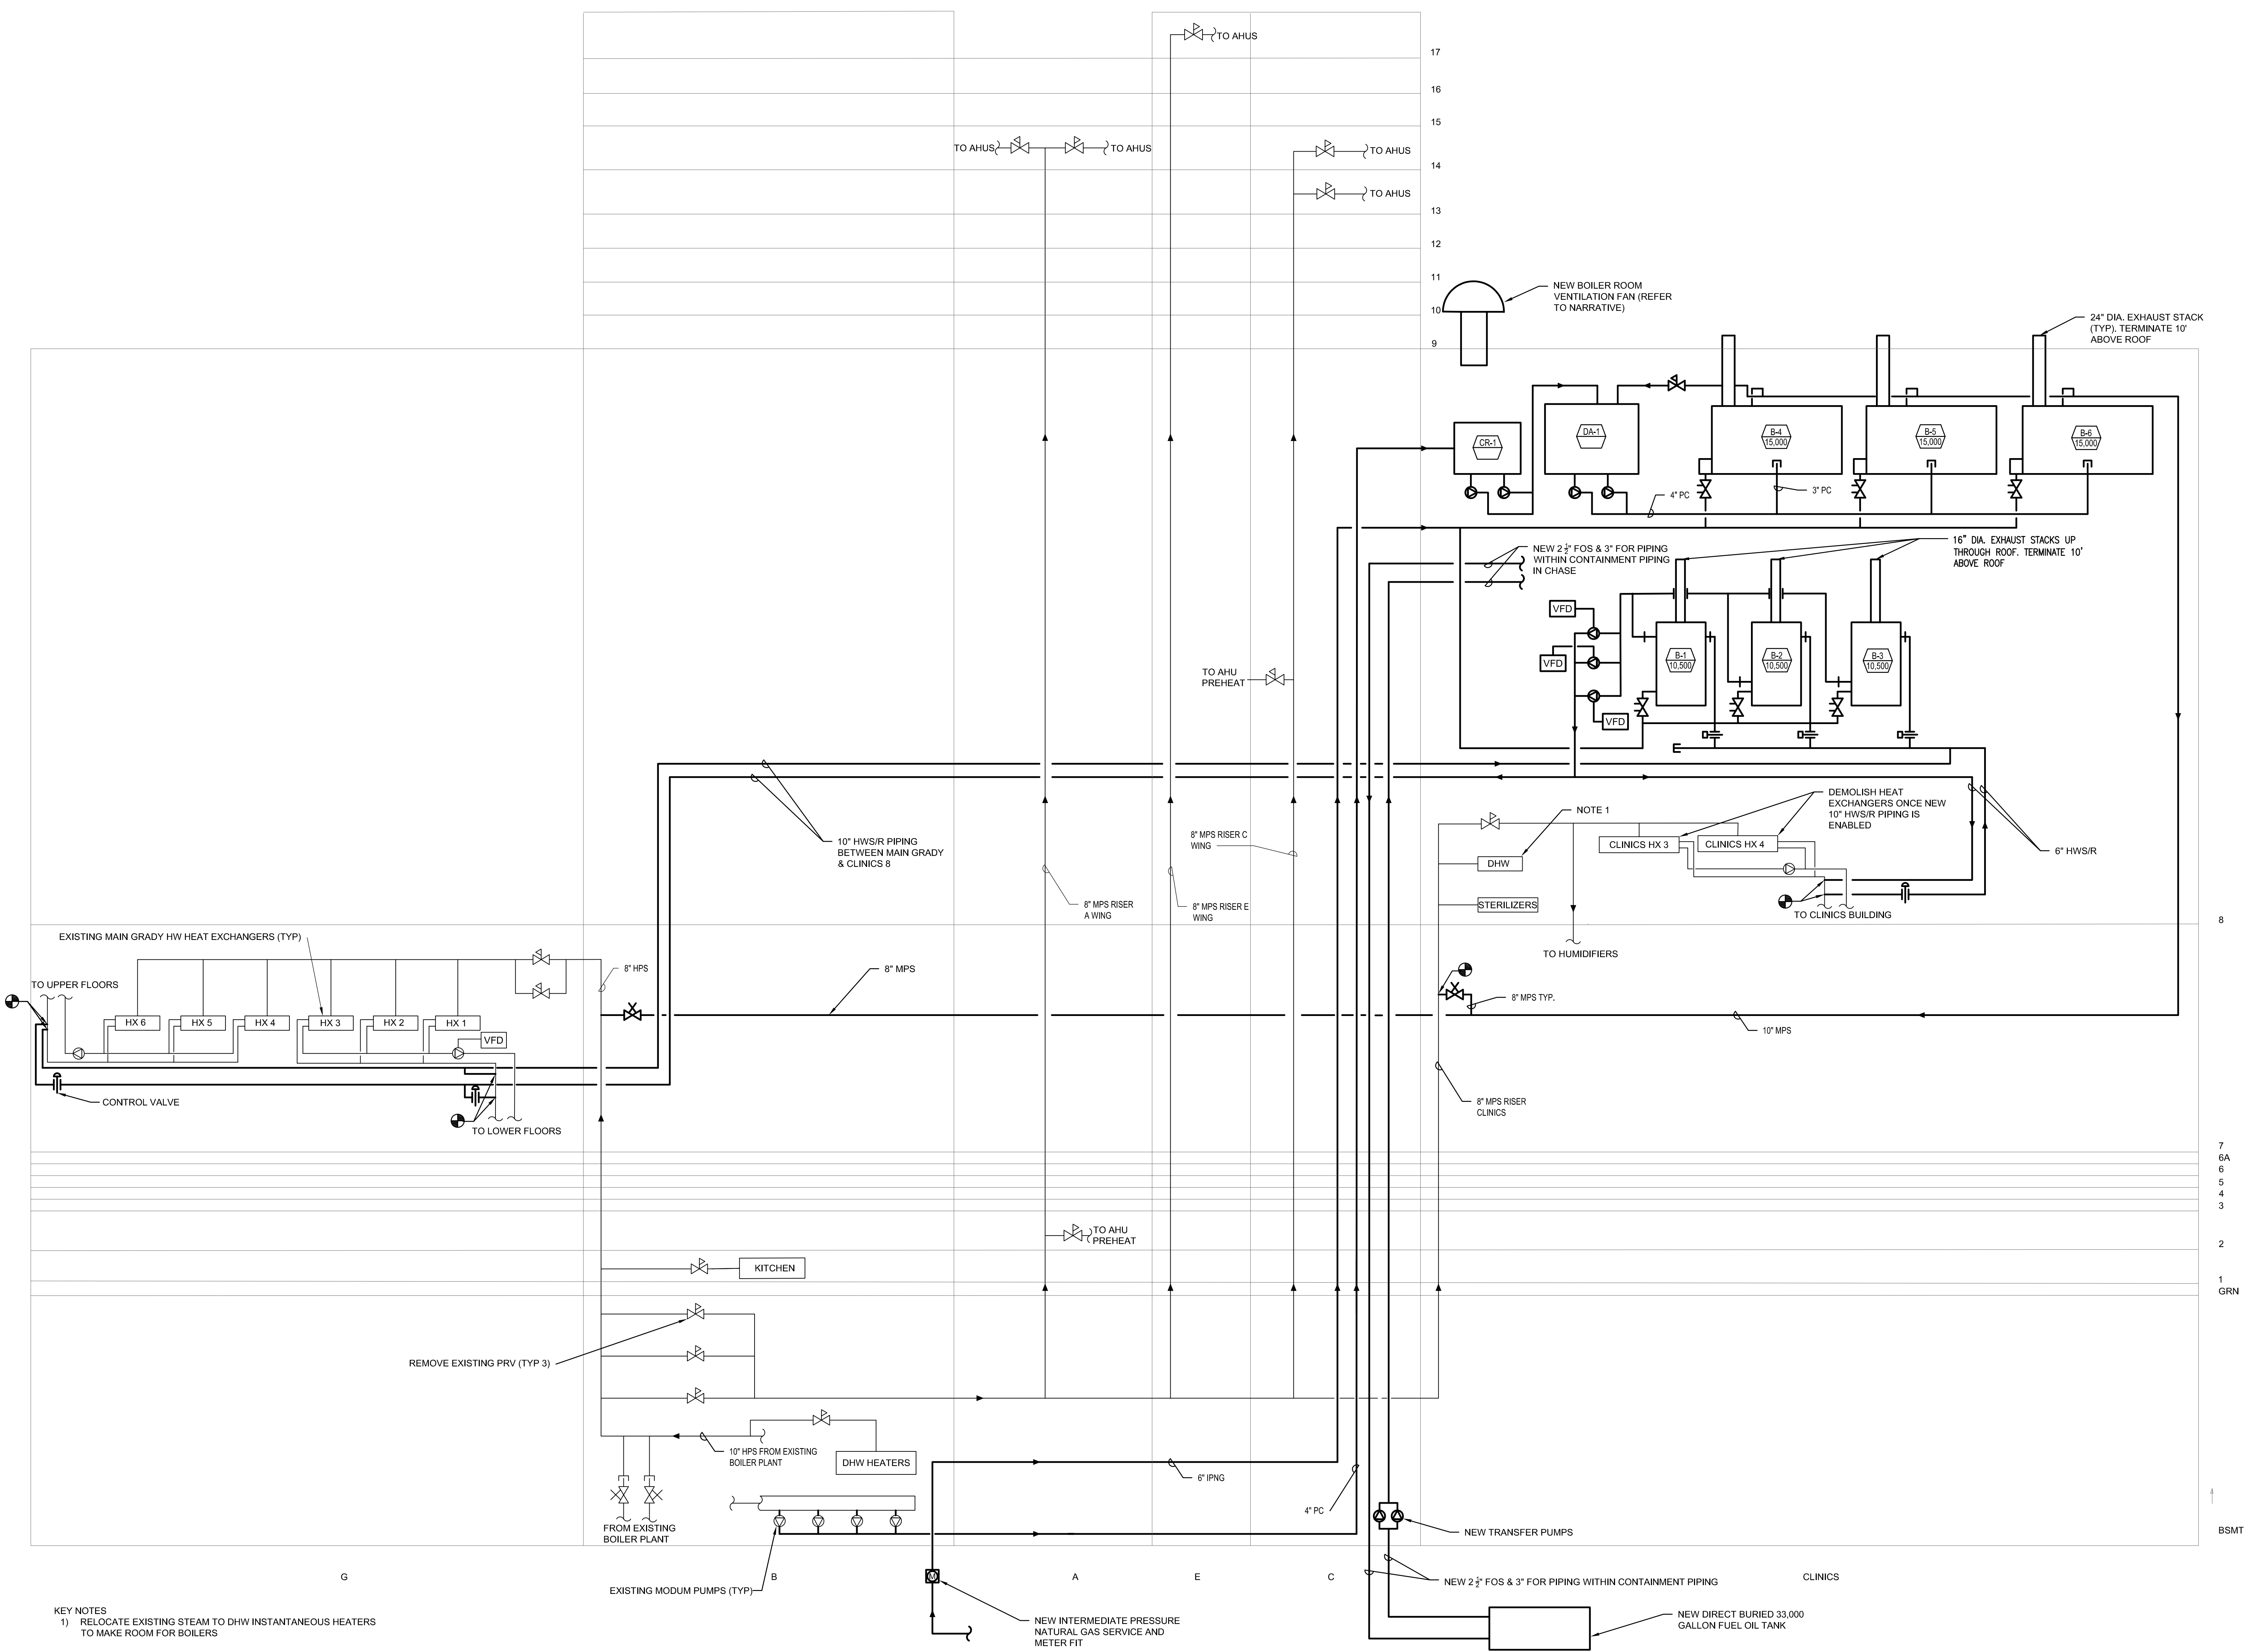 TO AHUS
17
16
15
TO AHUS
TO AHUS
TO AHUS
14
TO AHUS
13
12
11
NEW BOILER ROOM
VENTILATION FAN (REFER
TO NARRATIVE)
10
24" DIA. EXHAUST STACK
(TYP), TERMINATE 10'
ABOVE ROOF
9
CR-1
DA-1
B-4
15,000
B-5
15,000
B-6
15,000
4" PC
3" PC
NEW 2 ½" FOS & 3" FOR PIPING
WITHIN CONTAINMENT PIPING
IN CHASE
16" DIA. EXHAUST STACKS UP
THROUGH ROOF. TERMINATE 10'
ABOVE ROOF
VFD
VFD
VFD
B-1
10,500
B-2
10,500
B-3
10,500
TO AHU
PREHEAT
10" HWS/R PIPING
BETWEEN MAIN GRADY
& CLINICS 8
8" MPS RISER C
WING
NOTE 1
DEMOLISH HEAT
EXCHANGERS ONCE NEW
10" HWS/R PIPING IS
ENABLED
CLINICS HX 3
CLINICS HX 4
6" HWS/R
DHW
8" MPS RISER
A WING
8" MPS RISER E
WING
STERILIZERS
TO CLINICS BUILDING
8
EXISTING MAIN GRADY HW HEAT EXCHANGERS (TYP)
TO HUMIDIFIERS
8" HPS
8" MPS
TO UPPER FLOORS
8" MPS TYP.
HX 6
HX 5
HX 4
HX 3
HX 2
HX 1
VFD
10" MPS
CONTROL VALVE
TO LOWER FLOORS
8" MPS RISER
CLINICS
7
6A
6
5
4
3
TO AHU
PREHEAT
2
KITCHEN
1
GRN
REMOVE EXISTING PRV (TYP 3)
10" HPS FROM EXISTING
BOILER PLANT
DHW HEATERS
6" IPNG
4" PC
FROM EXISTING
BOILER PLANT
NEW TRANSFER PUMPS
4
BSMT
G
B
A
E
C
CLINICS
M
EXISTING MODUM PUMPS (TYP)
NEW 2 ½" FOS & 3" FOR PIPING WITHIN CONTAINMENT PIPING
KEY NOTES
1) RELOCATE EXISTING STEAM TO DHW INSTANTANEOUS HEATERS
TO MAKE ROOM FOR BOILERS
NEW INTERMEDIATE PRESSURE
NATURAL GAS SERVICE AND
METER FIT
NEW DIRECT BURIED 33,000
GALLON FUEL OIL TANK